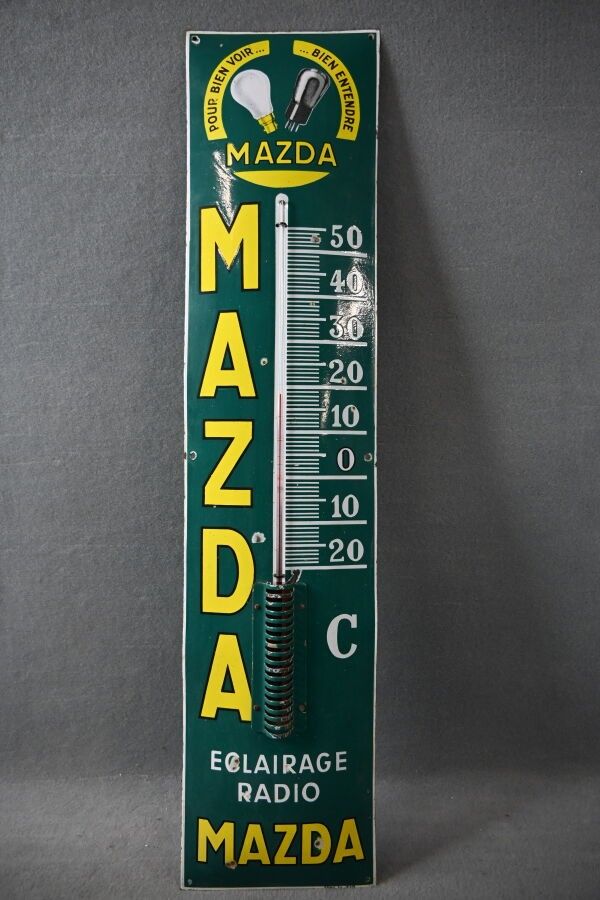 POUR BIEN VOIR...
...BIEN ENTENDRE
MAZDA
MAZDA
50
40
30
20
10
0
10
20
C
ECLAIRAGE
RADIO
MAZDA